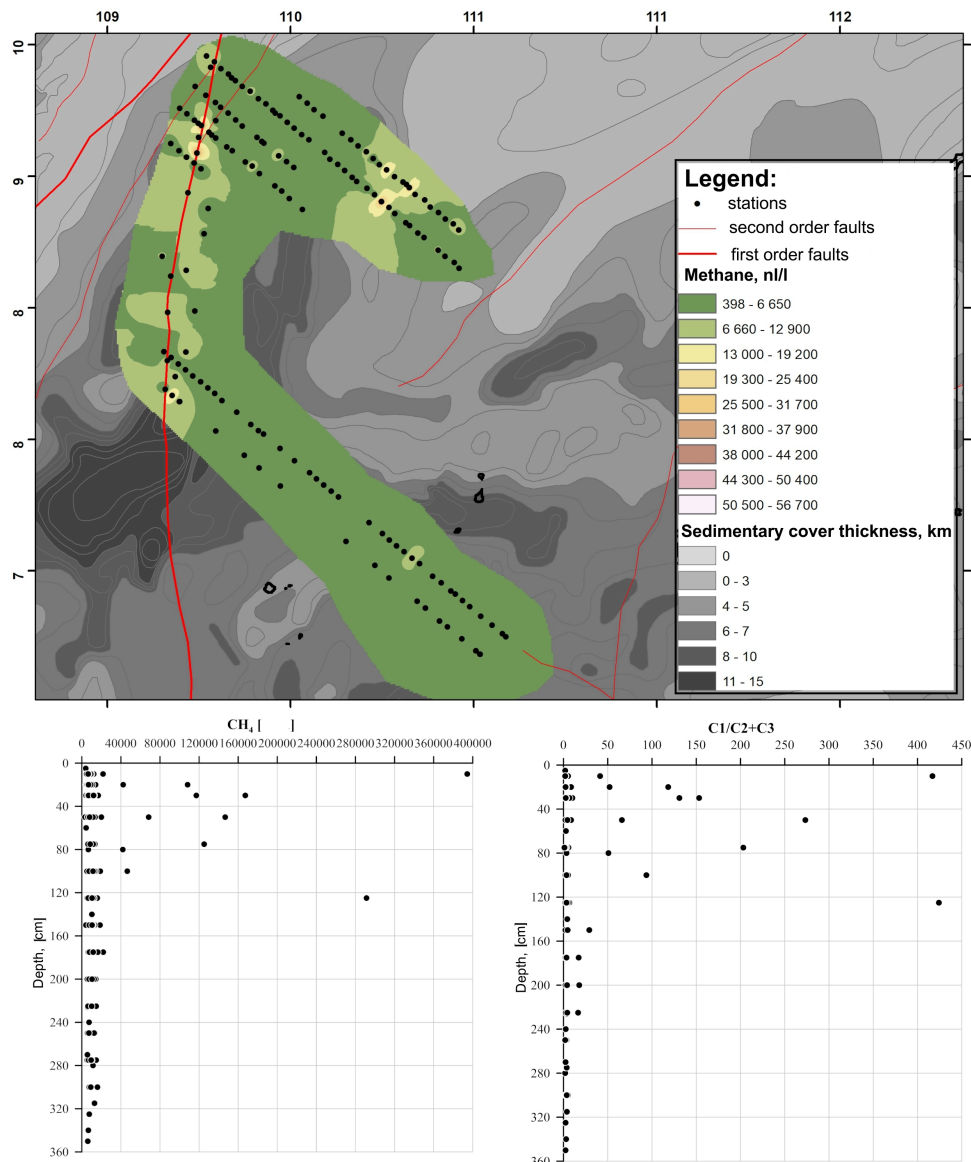 109 110 111 111 112
10
9
8
8
7
Legend:
stations
second order faults
first order faults
Methane, nl/l
398 - 6 650
6 660 - 12 900
13 000 - 19 200
19 300 - 25 400
25 500 - 31 700
31 800 - 37 900
38 000 - 44 200
44 300 - 50 400
50 500 - 56 700
Sedimentary cover thickness, km
0
0 - 3
4 - 5
6 - 7
8 - 10
11 - 15
CH₄ [ ]
0 40000 80000 120000 160000 200000 240000 280000 320000 360000 400000
0
40
80
120
160
200
240
280
320
360
Depth, [cm]
C1/C2+C3
0 50 100 150 200 250 300 350 400 450
0
40
80
120
160
200
240
280
320
360
Depth, [cm]